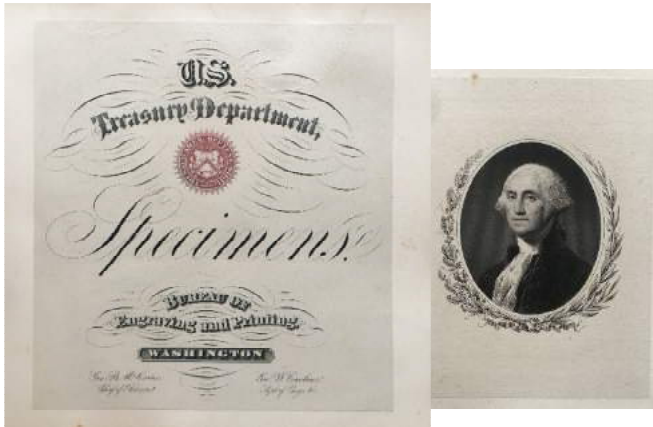 U.S.
Treasury Department,
Specimens.
BUREAU OF
Engraving and Printing,
WASHINGTON